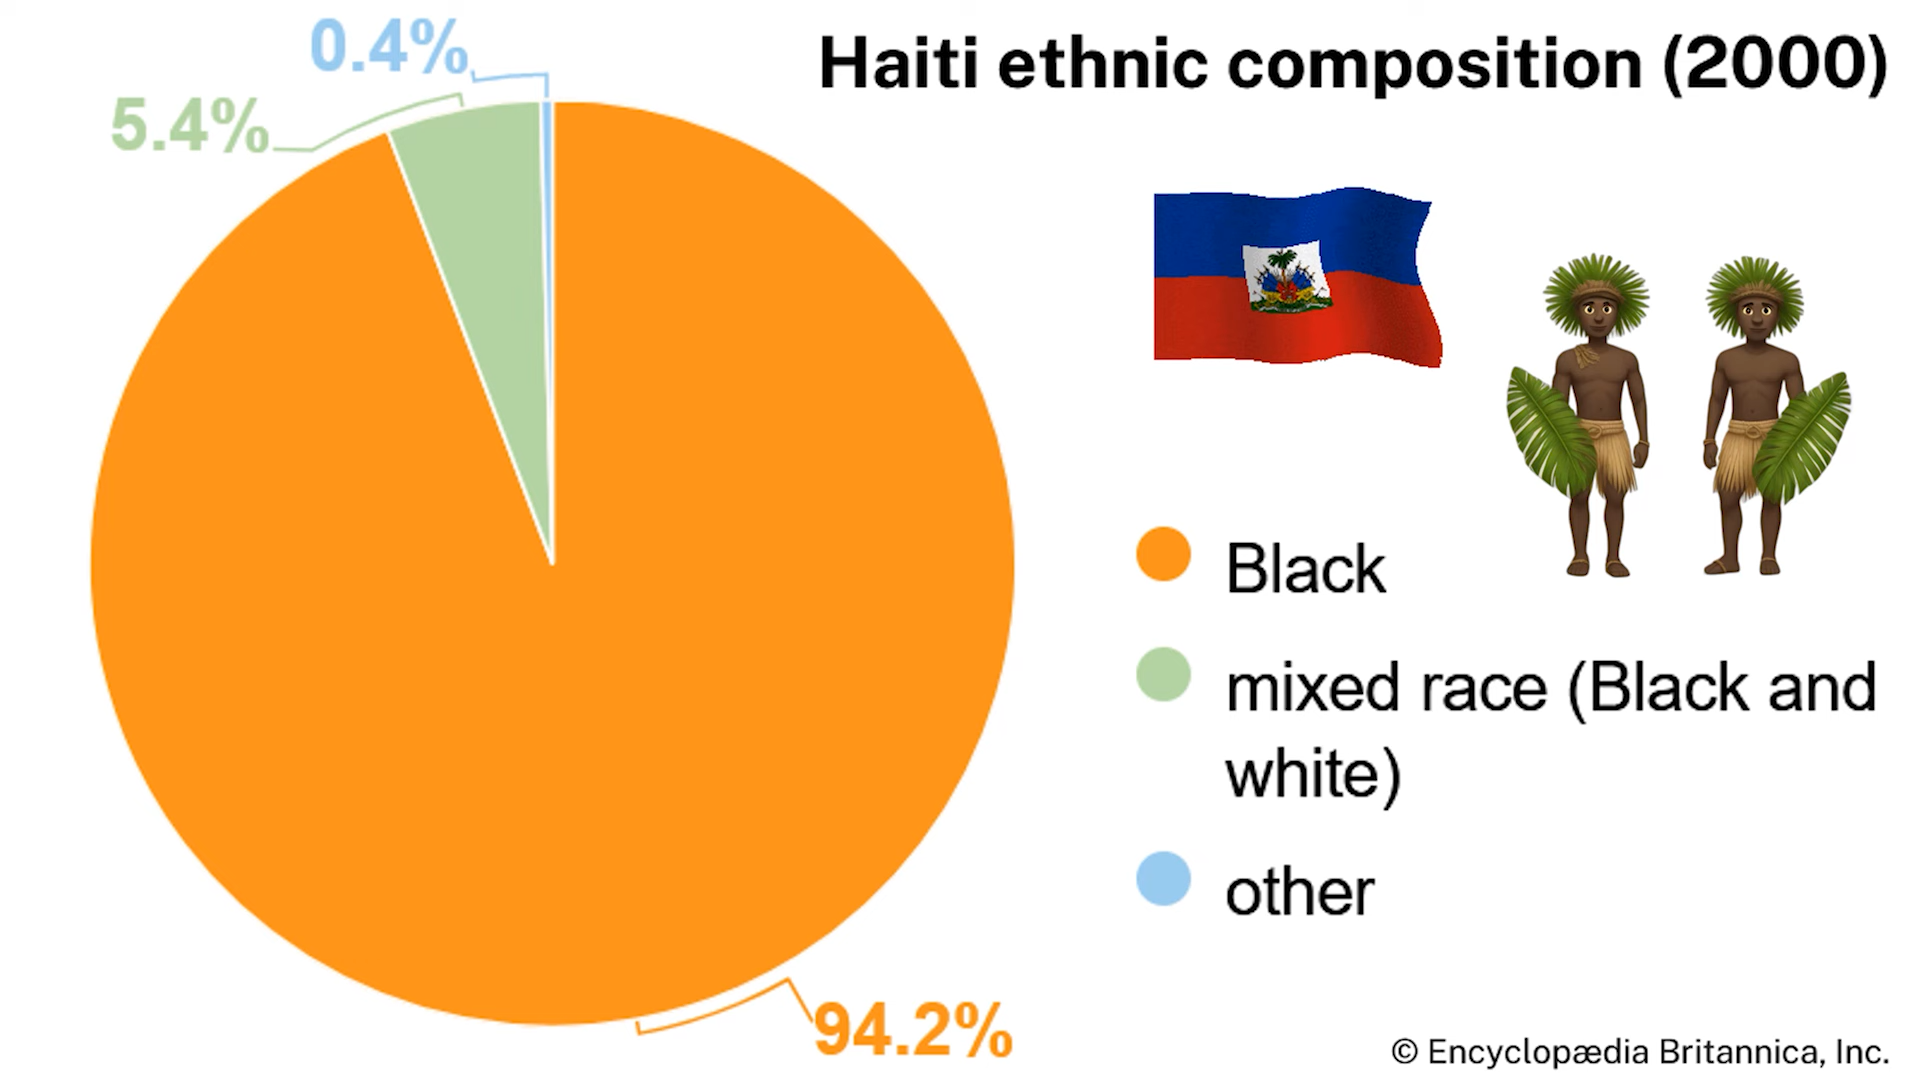 Haiti ethnic composition (2000)
0.4%
5.4%
94.2%
Black
mixed race (Black and
white)
other
© Encyclopædia Britannica, Inc.